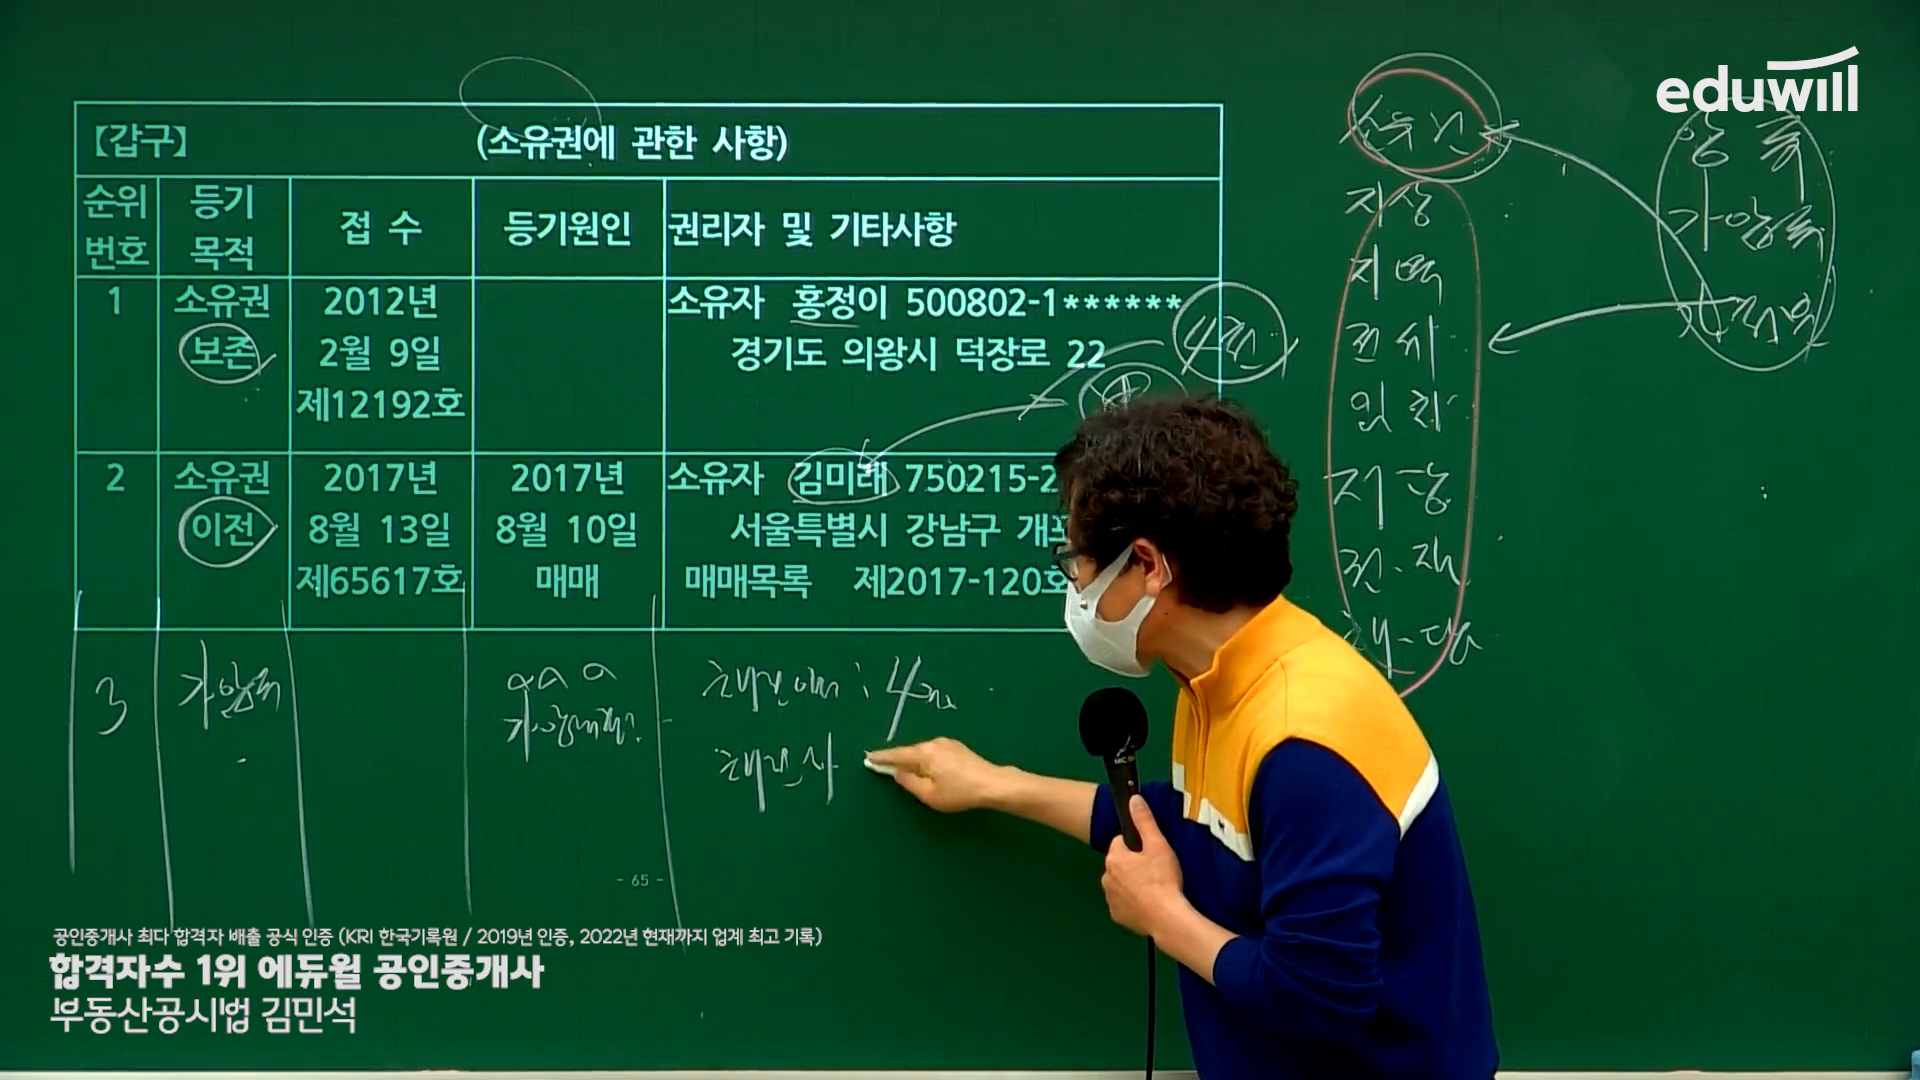 eduwill
【갑구】 (소유권에 관한 사항)
순위번호 등기목적 접 수 등기원인 권리자 및 기타사항
1 소유권 2012년 소유자 홍정이 500802-1******
보존 2월 9일 경기도 의왕시 덕장로 22
제12192호
2 소유권 2017년 2017년 소유자 김미래 750215-2
이전 8월 13일 8월 10일 서울특별시 강남구
제65617호 매매 매매목록 제2017-120호
3 가압류
소유권
지상
지역
전세
임차
저당
압류
가압류
- 65 -
공인중개사 최다 합격자 배출 공식 인증 (KRI 한국기록원 / 2019년 인증, 2022년 현재까지 업계 최고 기록)
합격자수 1위 에듀윌 공인중개사
부동산공시법 김민석